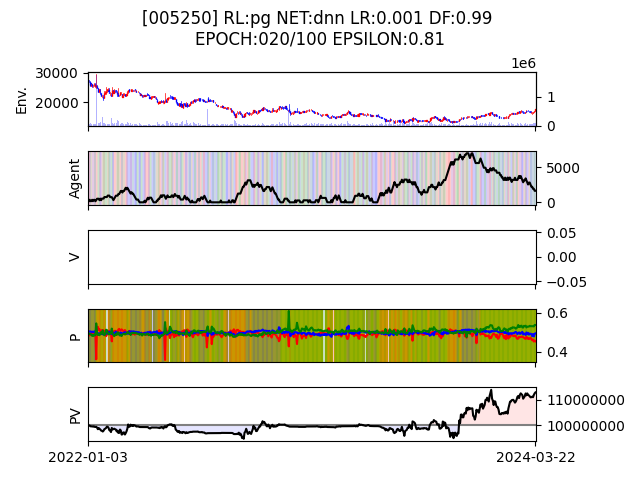 [005250] RL:pg NET:dnn LR:0.001 DF:0.99
EPOCH:020/100 EPSILON:0.81
1e6
Env.
30000
20000
1
0
Agent
5000
0
V
0.05
0.00
−0.05
P
0.6
0.4
PV
110000000
100000000
2022-01-03
2024-03-22